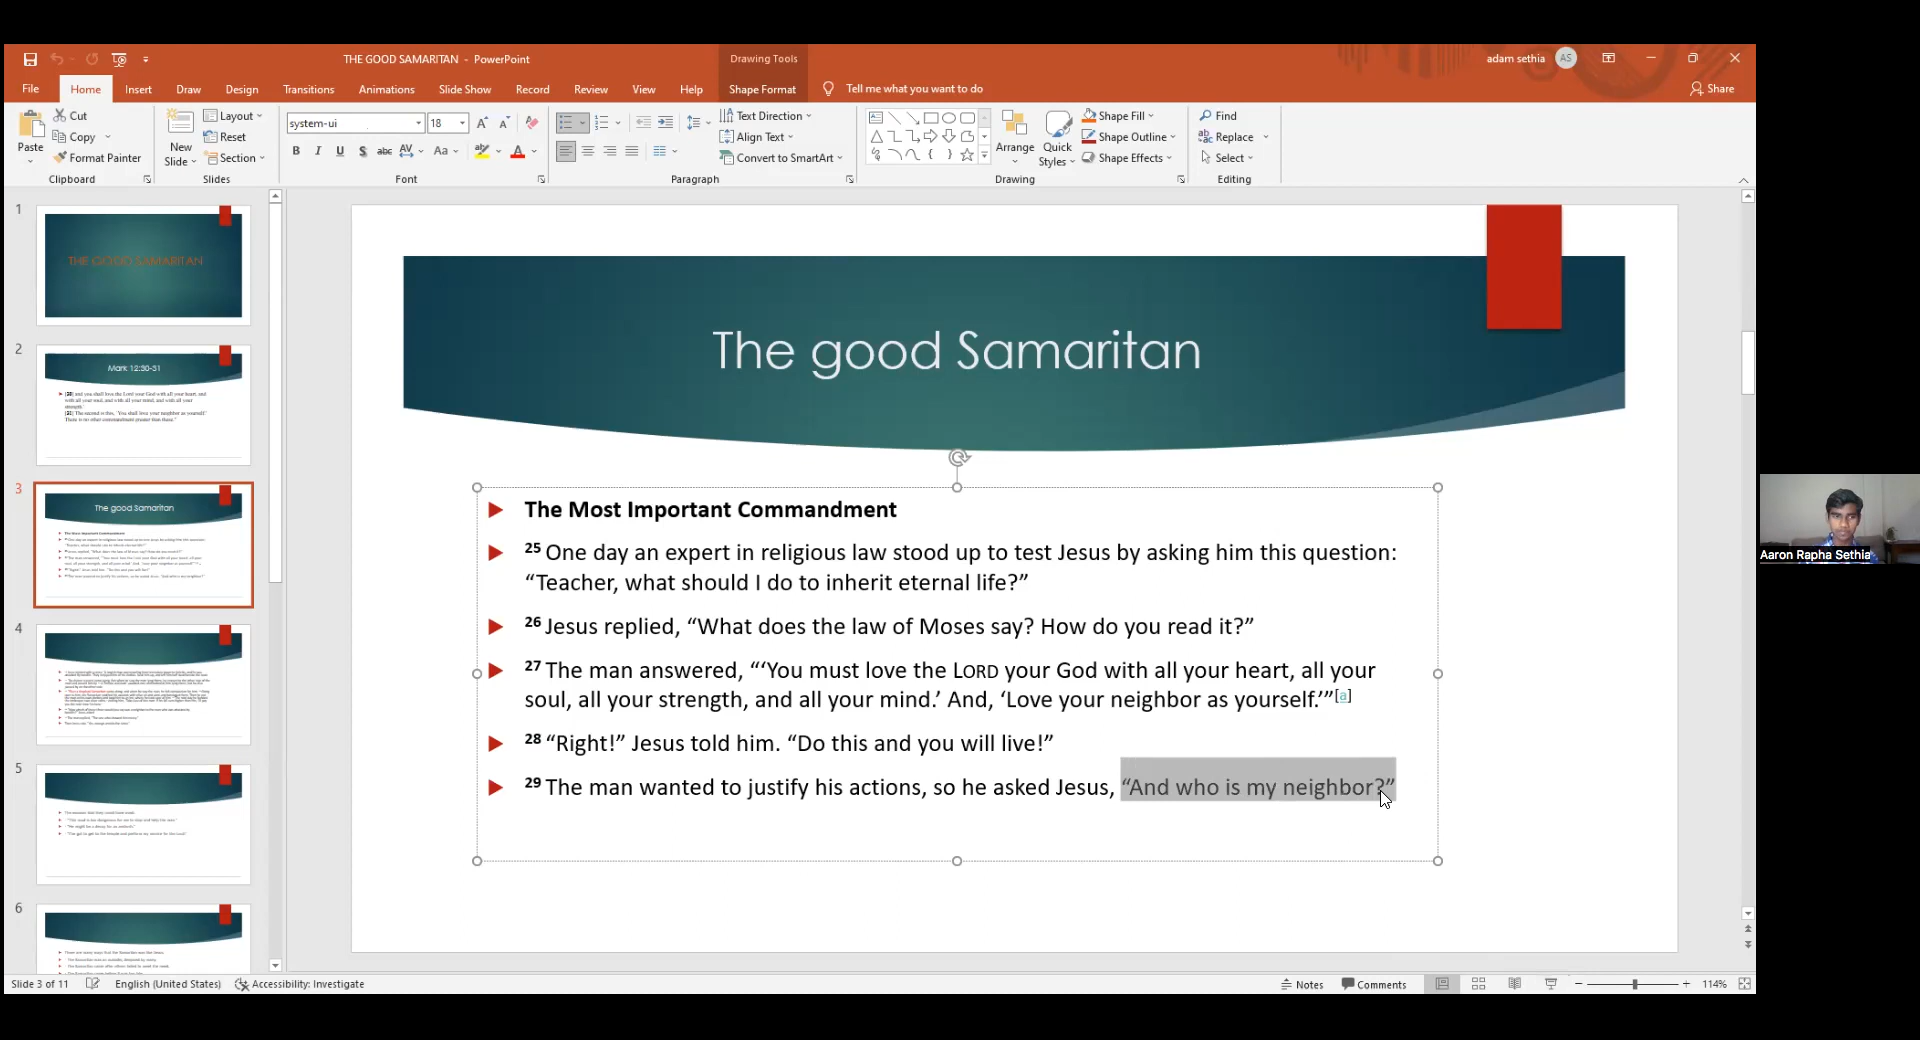 THE GOOD SAMARITAN - PowerPoint
Drawing Tools
adam sethia
AS
File
Home
Insert
Draw
Design
Transitions
Animations
Slide Show
Record
Review
View
Help
Shape Format
Tell me what you want to do
Share
Paste
Cut
Copy
Format Painter
Clipboard
New
Slide
Layout
Reset
Section
Slides
system-ui
18
Font
Text Direction
Align Text
Convert to SmartArt
Paragraph
Arrange
Quick
Styles
Shape Fill
Shape Outline
Shape Effects
Drawing
Find
Replace
Select
Editing
1
THE GOOD SAMARITAN
2
Mark 12:30-31
3
The good Samaritan
4
5
6
The good Samaritan
The Most Important Commandment
25 One day an expert in religious law stood up to test Jesus by asking him this question:
“Teacher, what should I do to inherit eternal life?”
26 Jesus replied, “What does the law of Moses say? How do you read it?”
27 The man answered, “‘You must love the LORD your God with all your heart, all your
soul, all your strength, and all your mind.’ And, ‘Love your neighbor as yourself.’”[a]
28 “Right!” Jesus told him. “Do this and you will live!”
29 The man wanted to justify his actions, so he asked Jesus, “And who is my neighbor?”
Aaron Rapha Sethia
Slide 3 of 11
English (United States)
Accessibility: Investigate
Notes
Comments
114%